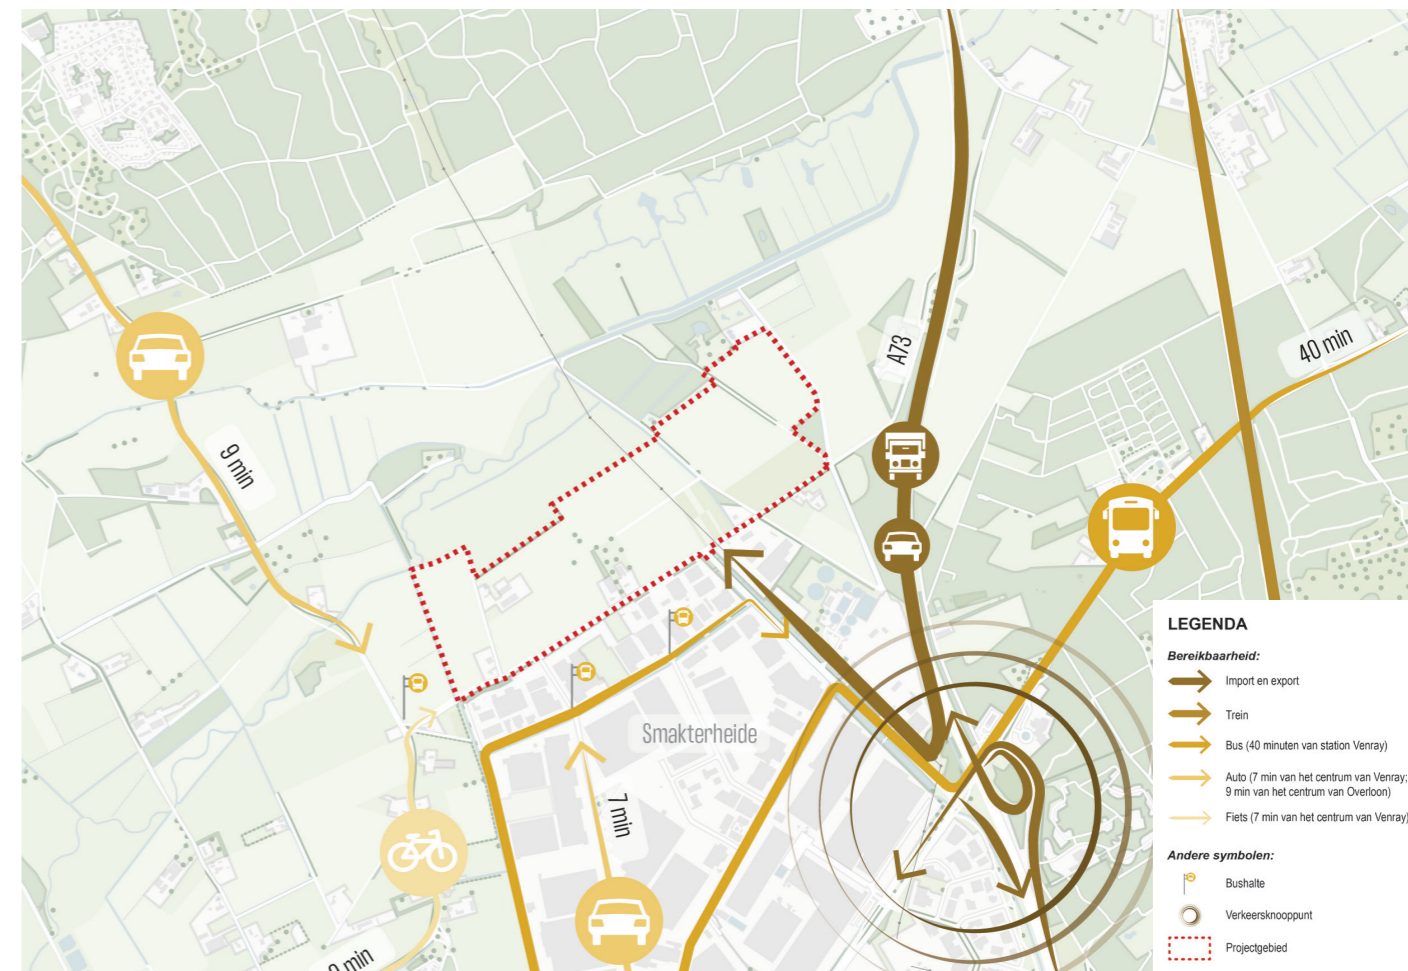 A73
40 min
9 min
Smakterheide
7 min
min
LEGENDA
Bereikbaarheid:
Import en export
Trein
Bus (40 minuten van station Venray)
Auto (7 min van het centrum van Venray;
9 min van het centrum van Overloon)
Fiets (7 min van het centrum van Venray)
Andere symbolen:
Bushalte
Verkeersknooppunt
Projectgebied